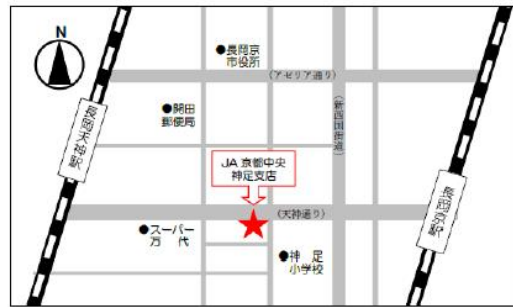 ●長岡京
市役所
(アゼリア通り)
●開田
郵便局
(新西国街道)
長岡天神駅
JA京都中央
神足支店
長岡京駅
(天神通り)
●スーパー
万 代
●神 足
小学校